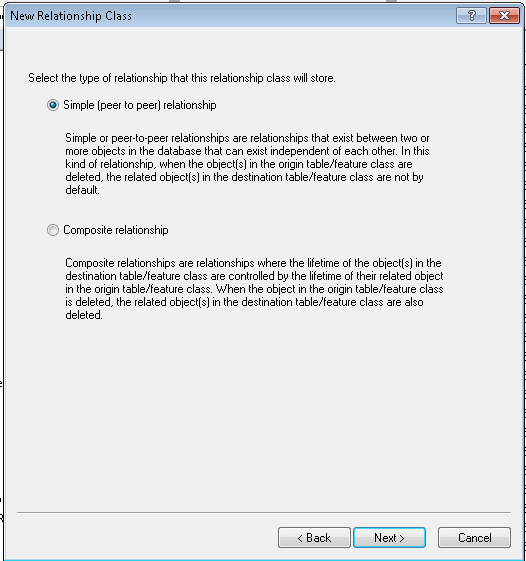 New Relationship Class
?
Select the type of relationship that this relationship class will store.
Simple (peer to peer) relationship
Simple or peer-to-peer relationships are relationships that exist between two or
more objects in the database that can exist independent of each other. In this
kind of relationship, when the object(s) in the origin table/feature class are
deleted, the related object(s) in the destination table/feature class are not by
default.
Composite relationship
Composite relationships are relationships where the lifetime of the object(s) in the
destination table/feature class are controlled by the lifetime of their related object
in the origin table/feature class. When the object in the origin table/feature class
is deleted, the related object(s) in the destination table/feature class are also
deleted.
< Back
Next >
Cancel